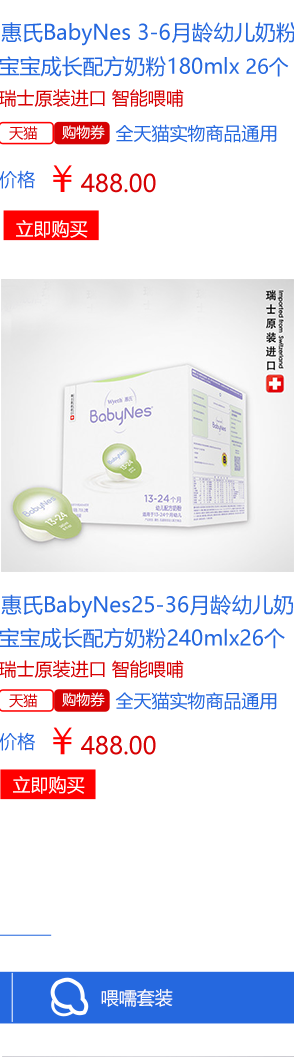 惠氏BabyNes 3-6月龄幼儿奶粉
宝宝成长配方奶粉180mlx 26个
瑞士原装进口 智能喂哺
天猫 购物券 全天猫实物商品通用
价格 ¥ 488.00
立即购买
瑞士原装进口
Imported from Switzerland
Wyeth 惠氏
BabyNes
13-24
13-24个月
幼儿配方奶粉
BabyNes
13-24
惠氏BabyNes25-36月龄幼儿奶
宝宝成长配方奶粉240mlx26个
瑞士原装进口 智能喂哺
天猫 购物券 全天猫实物商品通用
价格 ¥ 488.00
立即购买
喂嚅套装